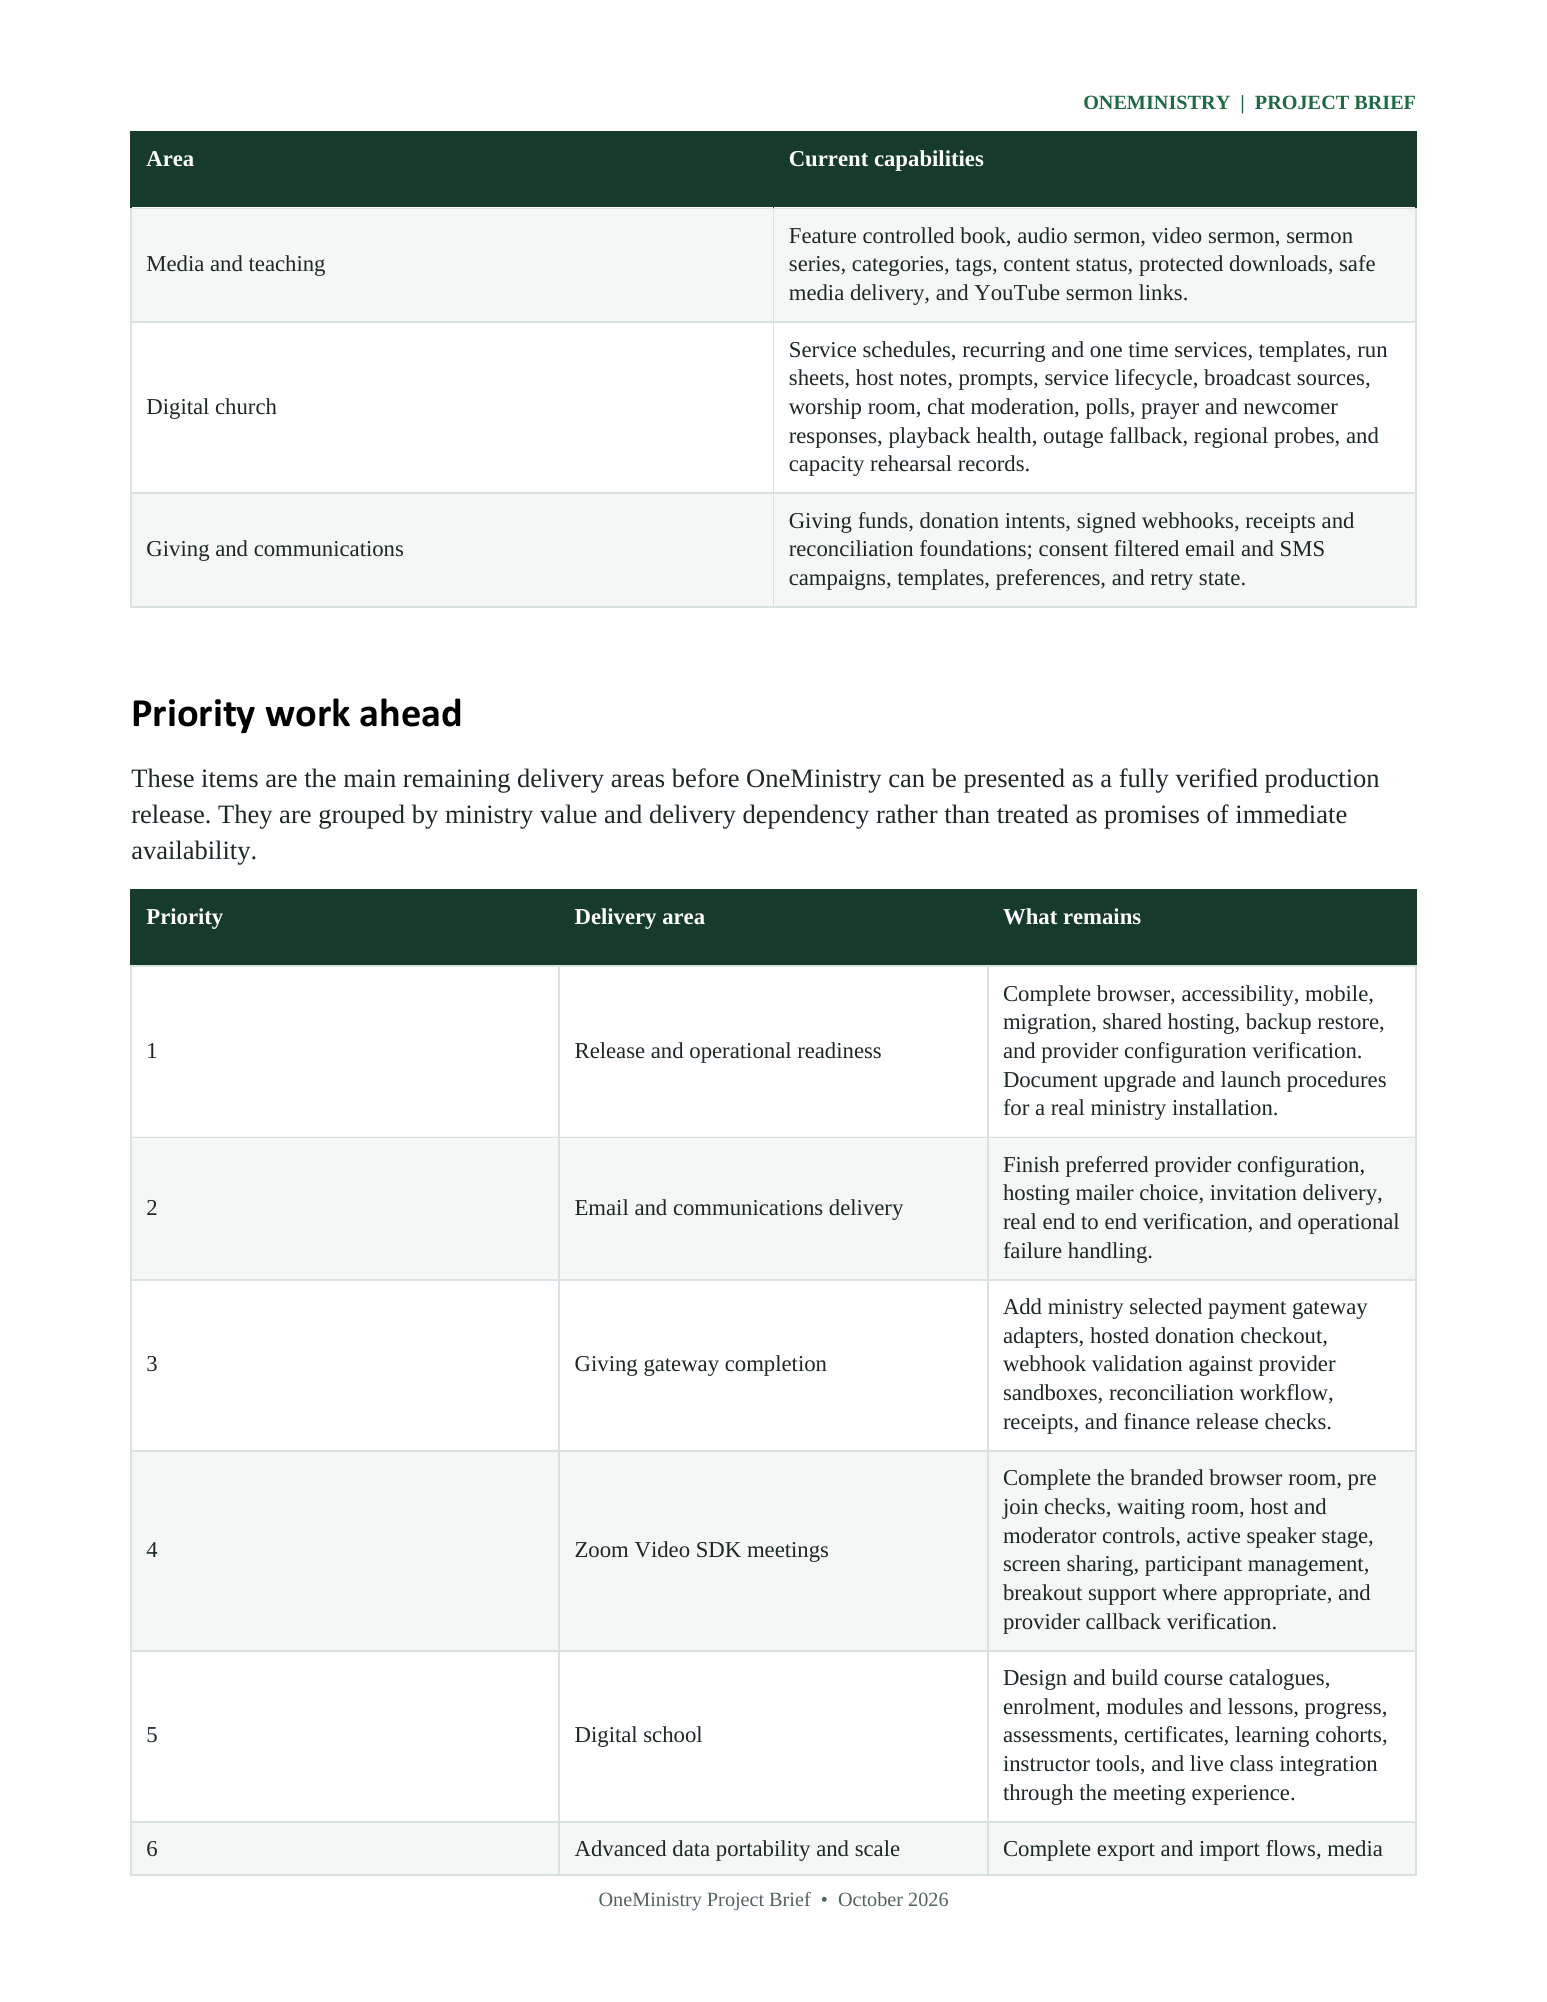 ONEMINISTRY | PROJECT BRIEF
Area
Current capabilities
Media and teaching
Feature controlled book, audio sermon, video sermon, sermon
series, categories, tags, content status, protected downloads, safe
media delivery, and YouTube sermon links.
Digital church
Service schedules, recurring and one time services, templates, run
sheets, host notes, prompts, service lifecycle, broadcast sources,
worship room, chat moderation, polls, prayer and newcomer
responses, playback health, outage fallback, regional probes, and
capacity rehearsal records.
Giving and communications
Giving funds, donation intents, signed webhooks, receipts and
reconciliation foundations; consent filtered email and SMS
campaigns, templates, preferences, and retry state.
Priority work ahead
These items are the main remaining delivery areas before OneMinistry can be presented as a fully verified production
release. They are grouped by ministry value and delivery dependency rather than treated as promises of immediate
availability.
Priority
Delivery area
What remains
1
Release and operational readiness
Complete browser, accessibility, mobile,
migration, shared hosting, backup restore,
and provider configuration verification.
Document upgrade and launch procedures
for a real ministry installation.
2
Email and communications delivery
Finish preferred provider configuration,
hosting mailer choice, invitation delivery,
real end to end verification, and operational
failure handling.
3
Giving gateway completion
Add ministry selected payment gateway
adapters, hosted donation checkout,
webhook validation against provider
sandboxes, reconciliation workflow,
receipts, and finance release checks.
4
Zoom Video SDK meetings
Complete the branded browser room, pre
join checks, waiting room, host and
moderator controls, active speaker stage,
screen sharing, participant management,
breakout support where appropriate, and
provider callback verification.
5
Digital school
Design and build course catalogues,
enrolment, modules and lessons, progress,
assessments, certificates, learning cohorts,
instructor tools, and live class integration
through the meeting experience.
6
Advanced data portability and scale
Complete export and import flows, media
OneMinistry Project Brief • October 2026